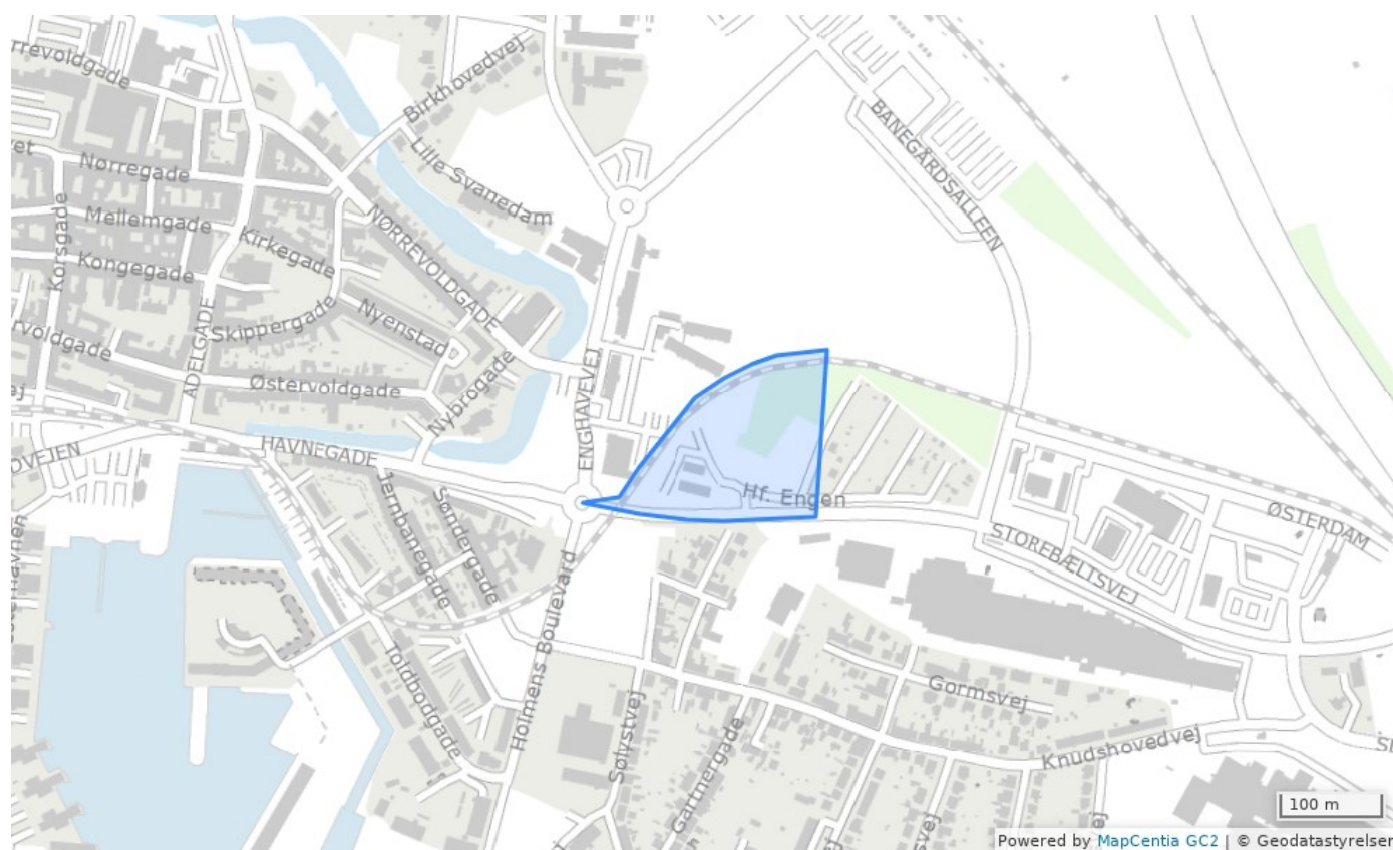 Birkhovedvej
Lille Svanedam
BANEGÅRDSALLEEN
Nørregade
Mellemgade
Kongegade
Korsgade
Kirkegade
NØRREVOLDGADE
Skippergade
Nyenstad
ADELGADE
Østervoldgade
Nybrogade
ENGHAVEVEJ
HAVNEGADE
Hf. Engen
Jernbanegade
Søndergade
ØSTERDAM
STOREBÆLTSVEJ
Holmens Boulevard
Toldbodgade
Sølystvej
Gartnergade
Gormsvej
Knudshovedvej
100 m
Powered by MapCentia GC2 | © Geodatastyrelsen